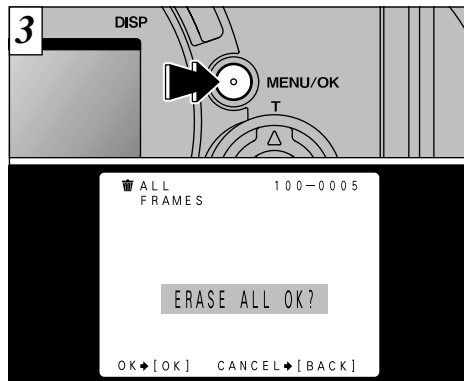 3
DISP
MENU/OK
T
ALL 100-0005
FRAMES
ERASE ALL OK?
OK➧[OK] CANCEL➧[BACK]